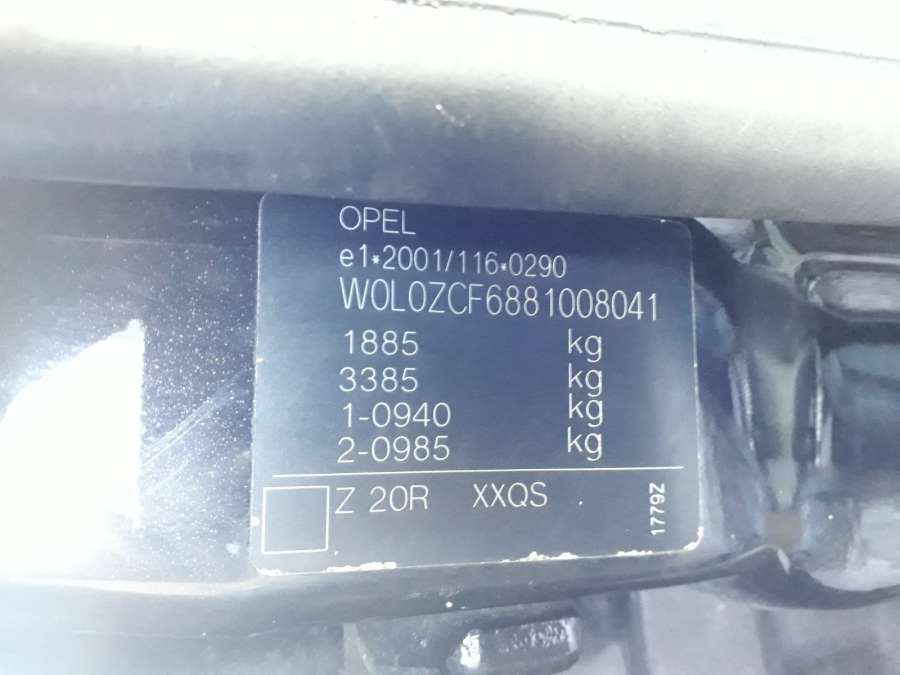 OPEL
e1*2001/116*0290
W0L0ZCF6881008041
1885 kg
3385 kg
1-0940 kg
2-0985 kg
Z 20R XXQS .
1779Z